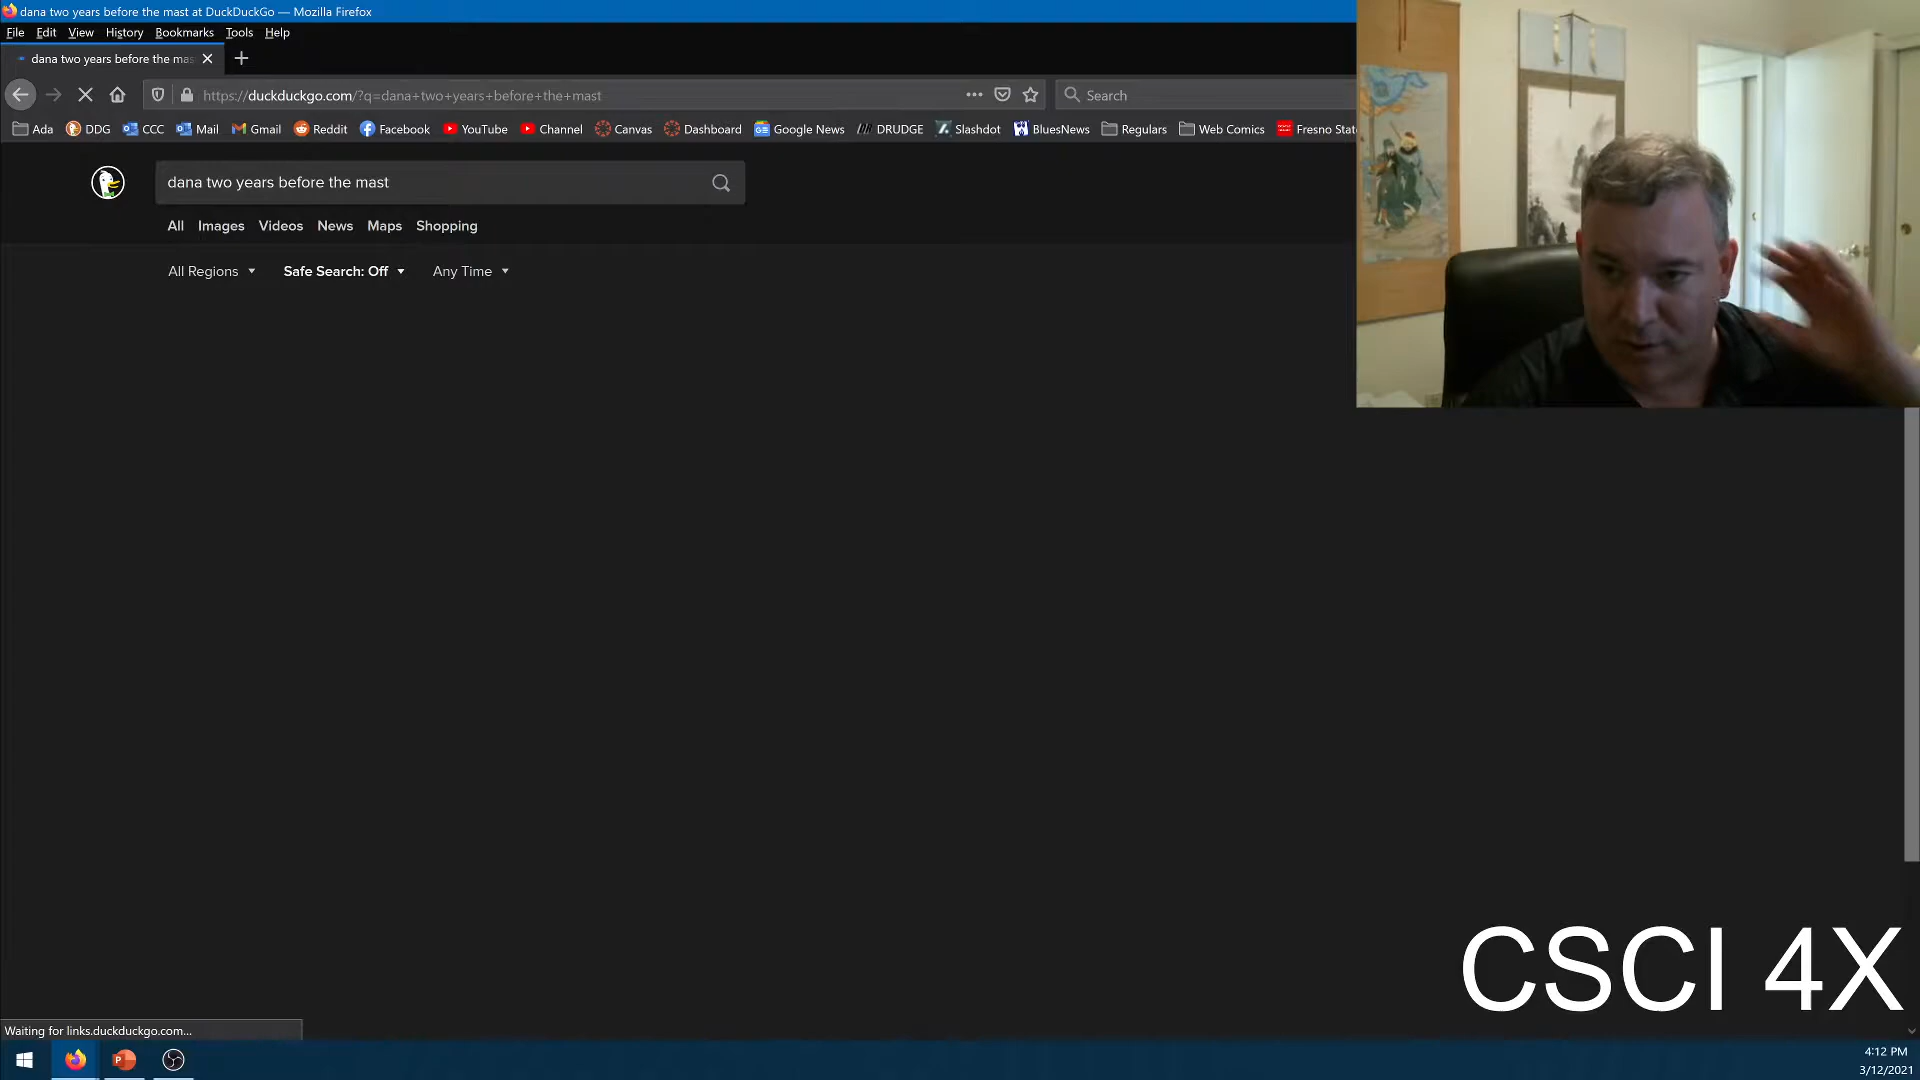 dana two years before the mast at DuckDuckGo — Mozilla Firefox
File Edit View History Bookmarks Tools Help
dana two years before the mas
https://duckduckgo.com/?q=dana+two+years+before+the+mast
Search
Ada DDG CCC Mail Gmail Reddit Facebook YouTube Channel Canvas Dashboard Google News DRUDGE Slashdot BluesNews Regulars Web Comics Fresno Stat
dana two years before the mast
All Images Videos News Maps Shopping
All Regions Safe Search: Off Any Time
CSCI 4X
Waiting for links.duckduckgo.com...
4:12 PM
3/12/2021